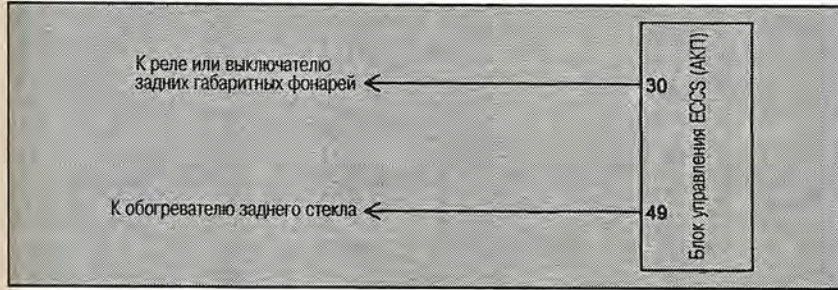 К реле или выключателю
задних габаритных фонарей
30
К обогревателю заднего стекла
49
Блок управления ECCS (АКП)